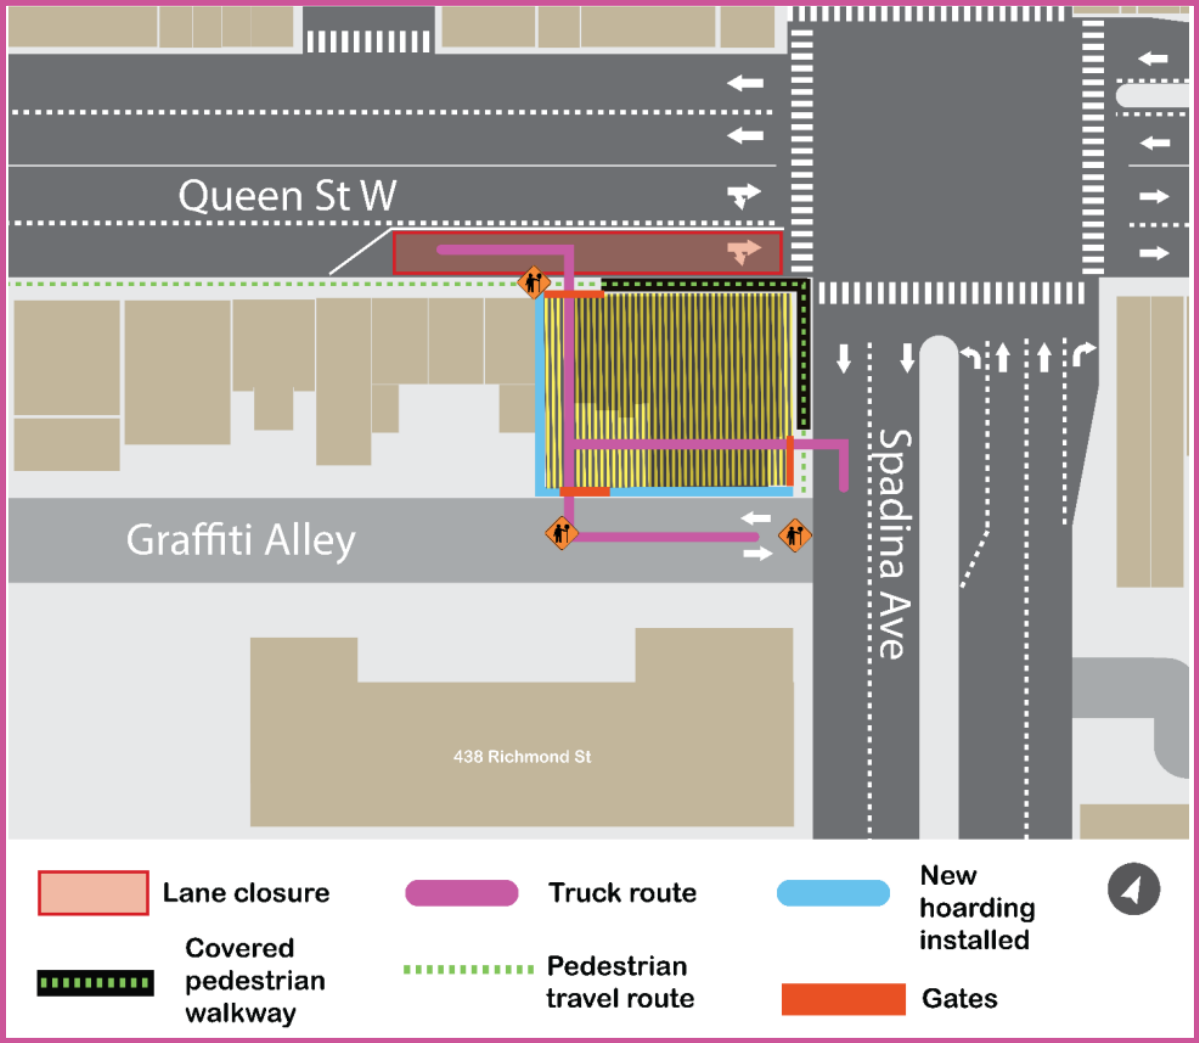 Queen St W
Spadina Ave
Graffiti Alley
438 Richmond St
Lane closure
Truck route
New
hoarding
installed
Covered
pedestrian
walkway
Pedestrian
travel route
Gates